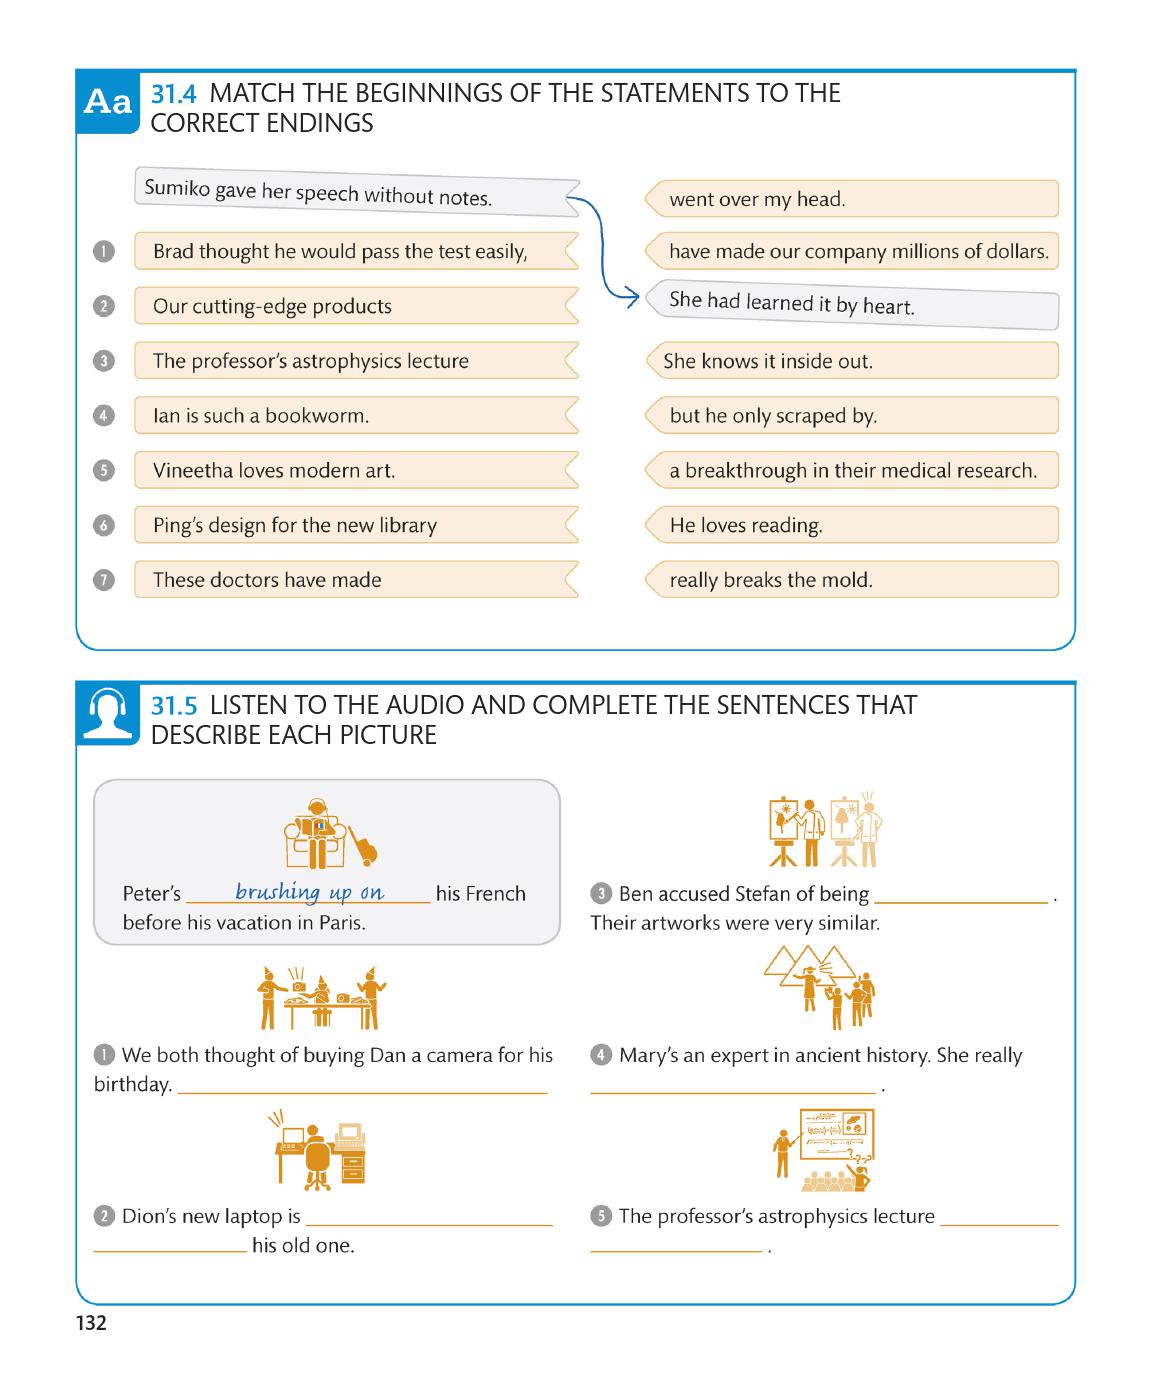 Aa
31.4 MATCH THE BEGINNINGS OF THE STATEMENTS TO THE
CORRECT ENDINGS
Sumiko gave her speech without notes.
1 Brad thought he would pass the test easily,
2 Our cutting-edge products
3 The professor's astrophysics lecture
4 Ian is such a bookworm.
5 Vineetha loves modern art.
6 Ping's design for the new library
7 These doctors have made
went over my head.
have made our company millions of dollars.
She had learned it by heart.
She knows it inside out.
but he only scraped by.
a breakthrough in their medical research.
He loves reading.
really breaks the mold.
31.5 LISTEN TO THE AUDIO AND COMPLETE THE SENTENCES THAT
DESCRIBE EACH PICTURE
Peter's brushing up on his French
before his vacation in Paris.
1 We both thought of buying Dan a camera for his
birthday.
2 Dion's new laptop is
his old one.
3 Ben accused Stefan of being .
Their artworks were very similar.
4 Mary's an expert in ancient history. She really
.
5 The professor's astrophysics lecture
.
132